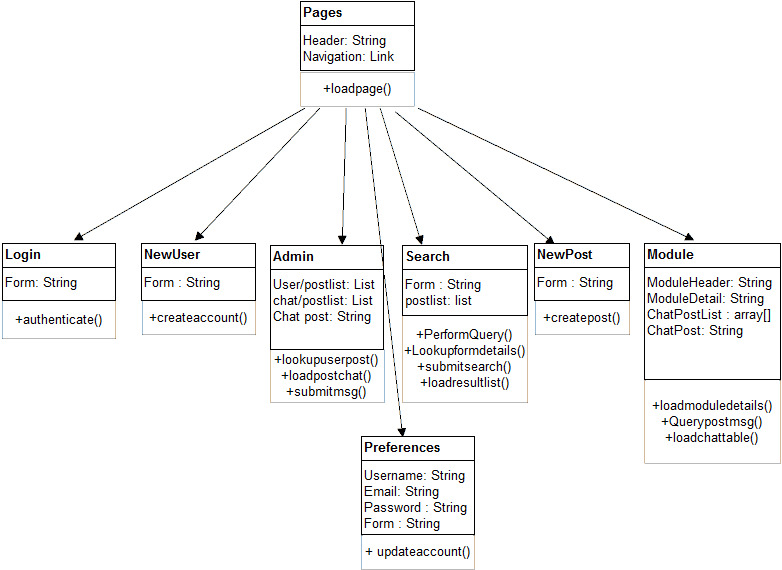 Pages
Header: String
Navigation: Link
+loadpage()
Login
Form: String
+authenticate()
NewUser
Form : String
+createaccount()
Admin
User/postlist: List
chat/postlist: List
Chat post: String
+lookupuserpost()
+loadpostchat()
+submitmsg()
Search
Form : String
postlist: list
+PerformQuery()
+Lookupformdetails()
+submitsearch()
+loadresultlist()
NewPost
Form : String
+createpost()
Module
ModuleHeader: String
ModuleDetail: String
ChatPostList : array[]
ChatPost: String
+loadmoduledetails()
+Querypostmsg()
+loadchattable()
Preferences
Username: String
Email: String
Password : String
Form : String
+ updateaccount()